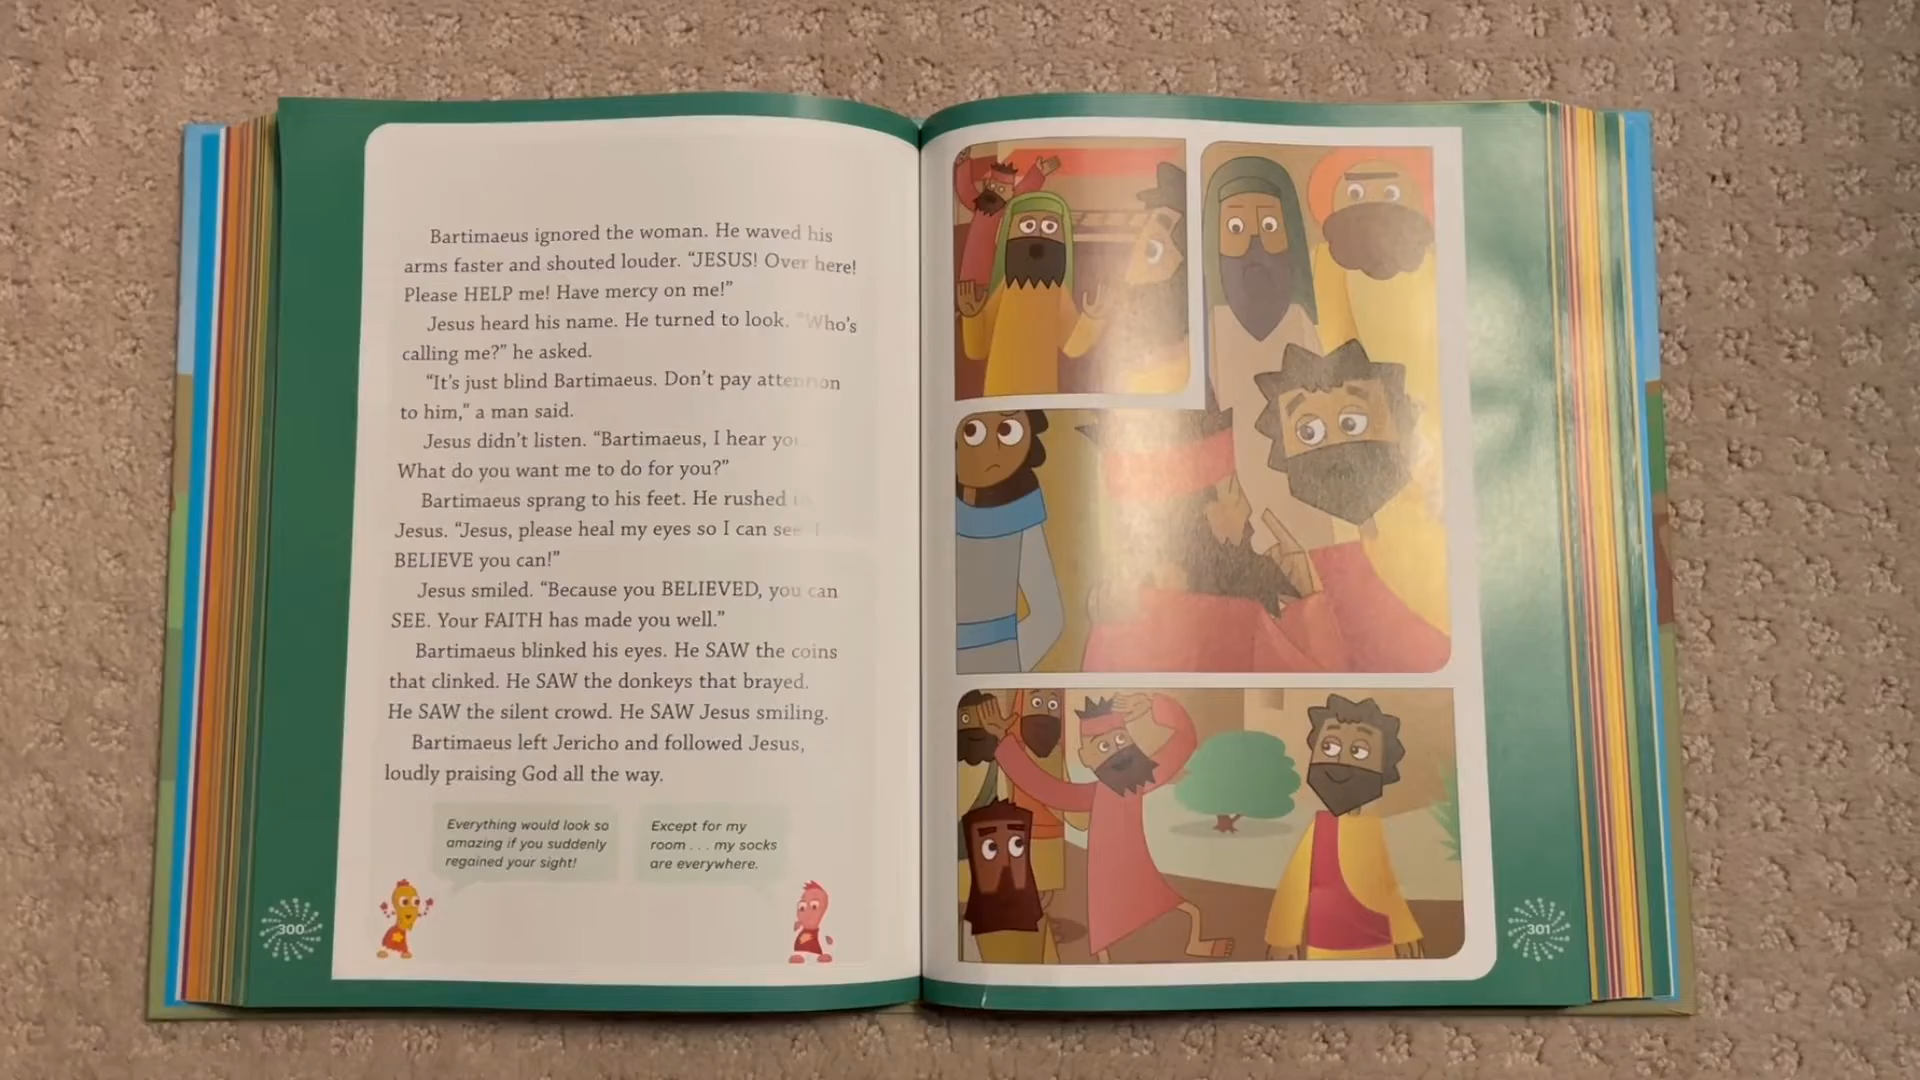 Bartimaeus ignored the woman. He waved his
arms faster and shouted louder. “JESUS! Over here!
Please HELP me! Have mercy on me!”
Jesus heard his name. He turned to look. “Who’s
calling me?” he asked.
“It’s just blind Bartimaeus. Don’t pay attention
to him,” a man said.
Jesus didn’t listen. “Bartimaeus, I hear
What do you want me to do for you?”
Bartimaeus sprang to his feet. He rushed
Jesus. “Jesus, please heal my eyes so I can see
BELIEVE you can!”
Jesus smiled. “Because you BELIEVED, you can
SEE. Your FAITH has made you well.”
Bartimaeus blinked his eyes. He SAW the coins
that clinked. He SAW the donkeys that brayed.
He SAW the silent crowd. He SAW Jesus smiling.
Bartimaeus left Jericho and followed Jesus,
loudly praising God all the way.
Everything would look so
amazing if you suddenly
regained your sight!
Except for my
room . . . my socks
are everywhere.
300
301